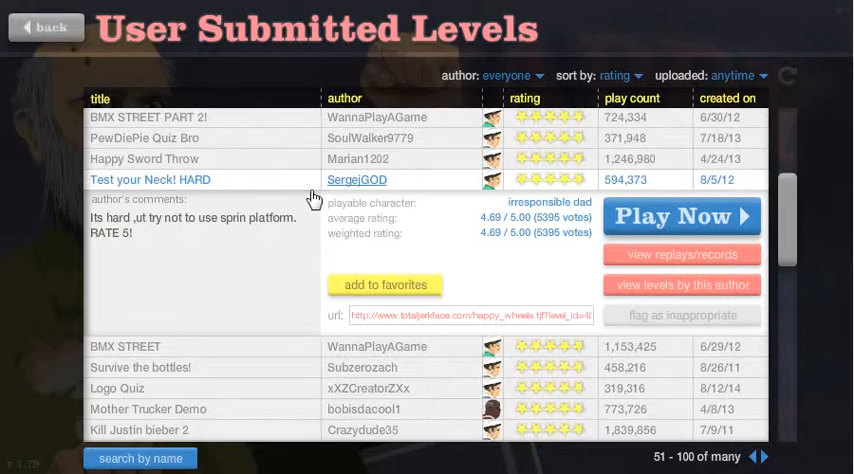 back
User Submitted Levels
author: everyone sort by: rating uploaded: anytime
title author rating play count created on
BMX STREET PART 2! WannaPlayAGame 724,334 6/30/12
PewDiePie Quiz Bro SoulWalker9779 371,948 7/18/13
Happy Sword Throw Marian1202 1,246,980 4/24/13
Test your Neck! HARD SergejGOD 594,373 8/5/12
author's comments:
Its hard ,ut try not to use sprin platform.
RATE 5!
playable character: irresponsible dad
average rating: 4.69 / 5.00 (5395 votes)
weighted rating: 4.69 / 5.00 (5395 votes)
Play Now
view replays/records
add to favorites
view levels by this author
url: http://www.totaljerkface.com/happy_wheels.tjf?level_id=4
flag as inappropriate
BMX STREET WannaPlayAGame 1,153,425 6/29/12
Survive the bottles! Subzerozach 458,216 8/26/11
Logo Quiz xXZCreatorZXx 319,316 8/12/14
Mother Trucker Demo bobisdacool1 773,726 4/8/13
Kill Justin bieber 2 Crazydude35 1,839,856 7/9/11
search by name
51 - 100 of many
v 1.78